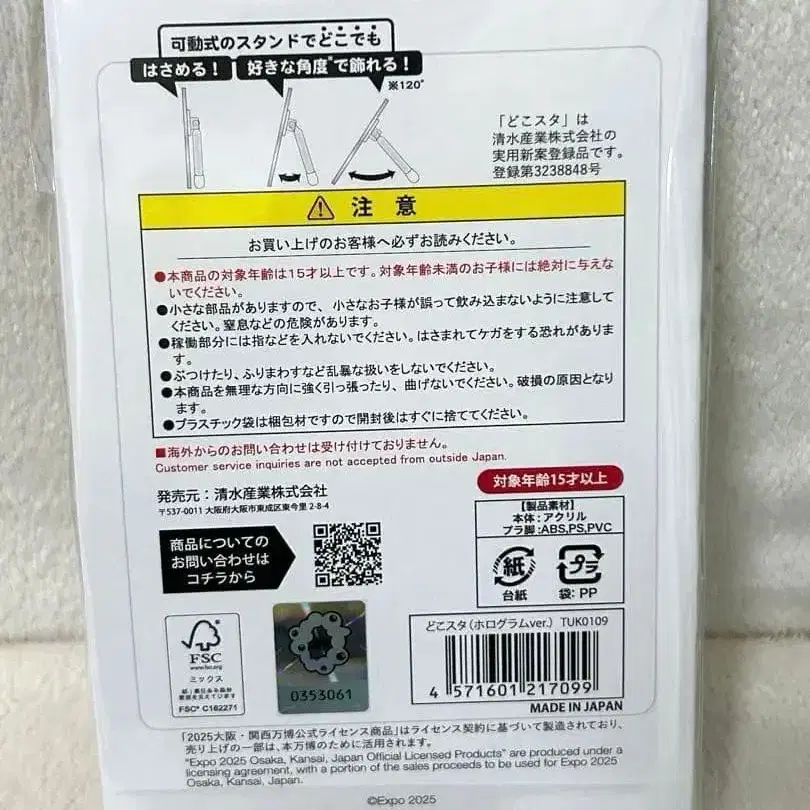 可動式のスタンドでどこでも
はさめる！ 好きな角度※で飾れる！
※120°
「どこスタ」は
清水産業株式会社の
実用新案登録品です。
登録第3238848号
注 意
お買い上げのお客様へ必ずお読みください。
●本商品の対象年齢は15才以上です。対象年齢未満のお子様には絶対に与えな
いでください。
●小さな部品がありますので、小さなお子様が誤って飲み込まないように注意して
ください。窒息などの危険があります。
●稼働部分には指などを入れないでください。はさまれてケガをする恐れがありま
す。
●ぶつけたり、ふりまわすなど乱暴な扱いをしないでください。
●本商品を無理な方向に強く引っ張ったり、曲げないでください。破損の原因となり
ます。
●プラスチック袋は梱包材ですので開封後はすぐに捨ててください。
■海外からのお問い合わせは受け付けておりません。
Customer service inquiries are not accepted from outside Japan.
発売元：清水産業株式会社
〒537-0011 大阪府大阪市東成区東今里 2-8-4
対象年齢15才以上
【製品素材】
本体：アクリル
プラ脚：ABS,PS,PVC
商品についての
お問い合わせは
コチラから
紙 プラ
台紙 袋：PP
FSC
www.fsc.org
ミックス
FSC® C162271
0353061
どこスタ（ホログラムver.） TUK0109
4 571601 217099
MADE IN JAPAN
「2025大阪・関西万博公式ライセンス商品」はライセンス契約に基づいて製造されており、
売り上げの一部は、本万博のために活用されます。
"Expo 2025 Osaka, Kansai, Japan Official Licensed Products" are produced under a
licensing agreement, with a portion of the sales proceeds to be used for Expo 2025
Osaka, Kansai, Japan.
©Expo 2025